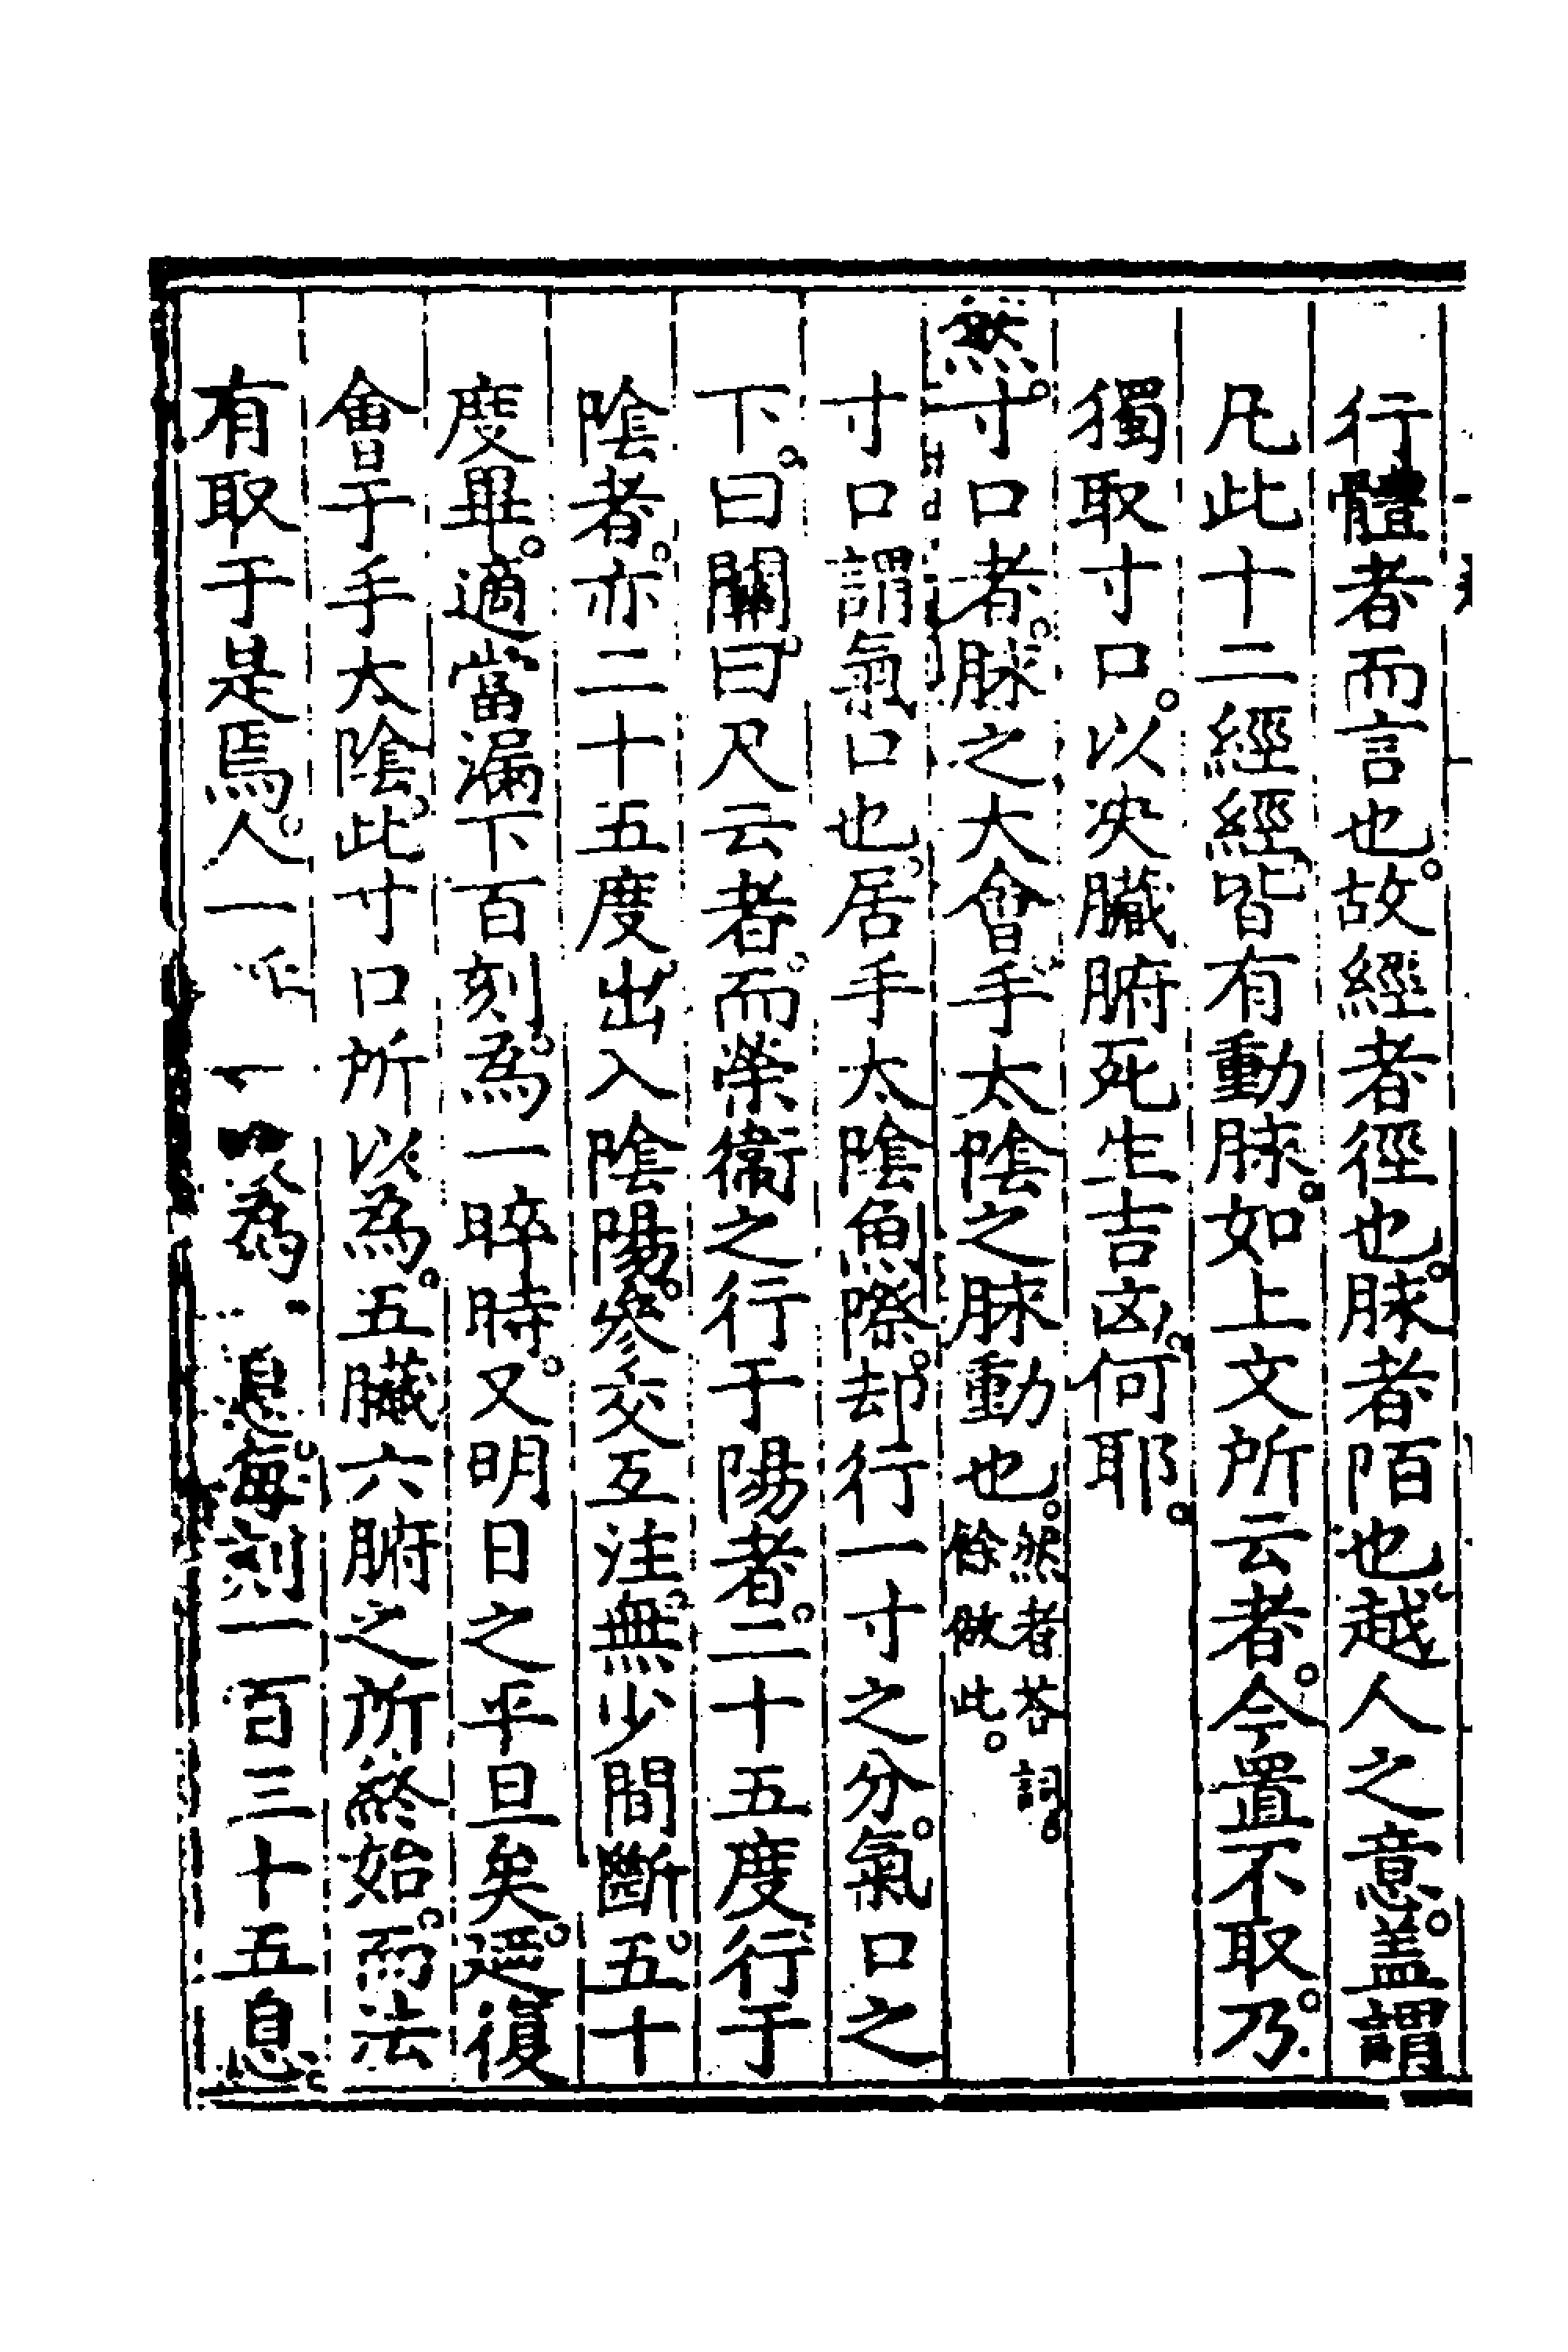 行體者而言也。故經者徑也。脉者陌也。越人之意。盖謂
凡此十二經經。皆有動脉。如上文所云者。今置不取。乃
獨取寸口。以决臟腑死生吉凶。何耶。
然。寸口者。脉之大會。手太陰之脉動也。然者荅詞。餘倣此。
寸口謂氣口也。居手太陰魚際。却行一寸之分。氣口之
下。曰關。曰尺云者。而榮衞之行于陽者。二十五度。行于
陰者。亦二十五度。出入陰陽。參交互注。無少間斷。五十
度畢。適當漏下百刻。爲一晬時。又明日之平旦矣。廼復
會于手太陰。此寸口所以爲。五臟六腑之所終始。而法
有取于是焉。人一 爲 息。每刻一百三十五息。